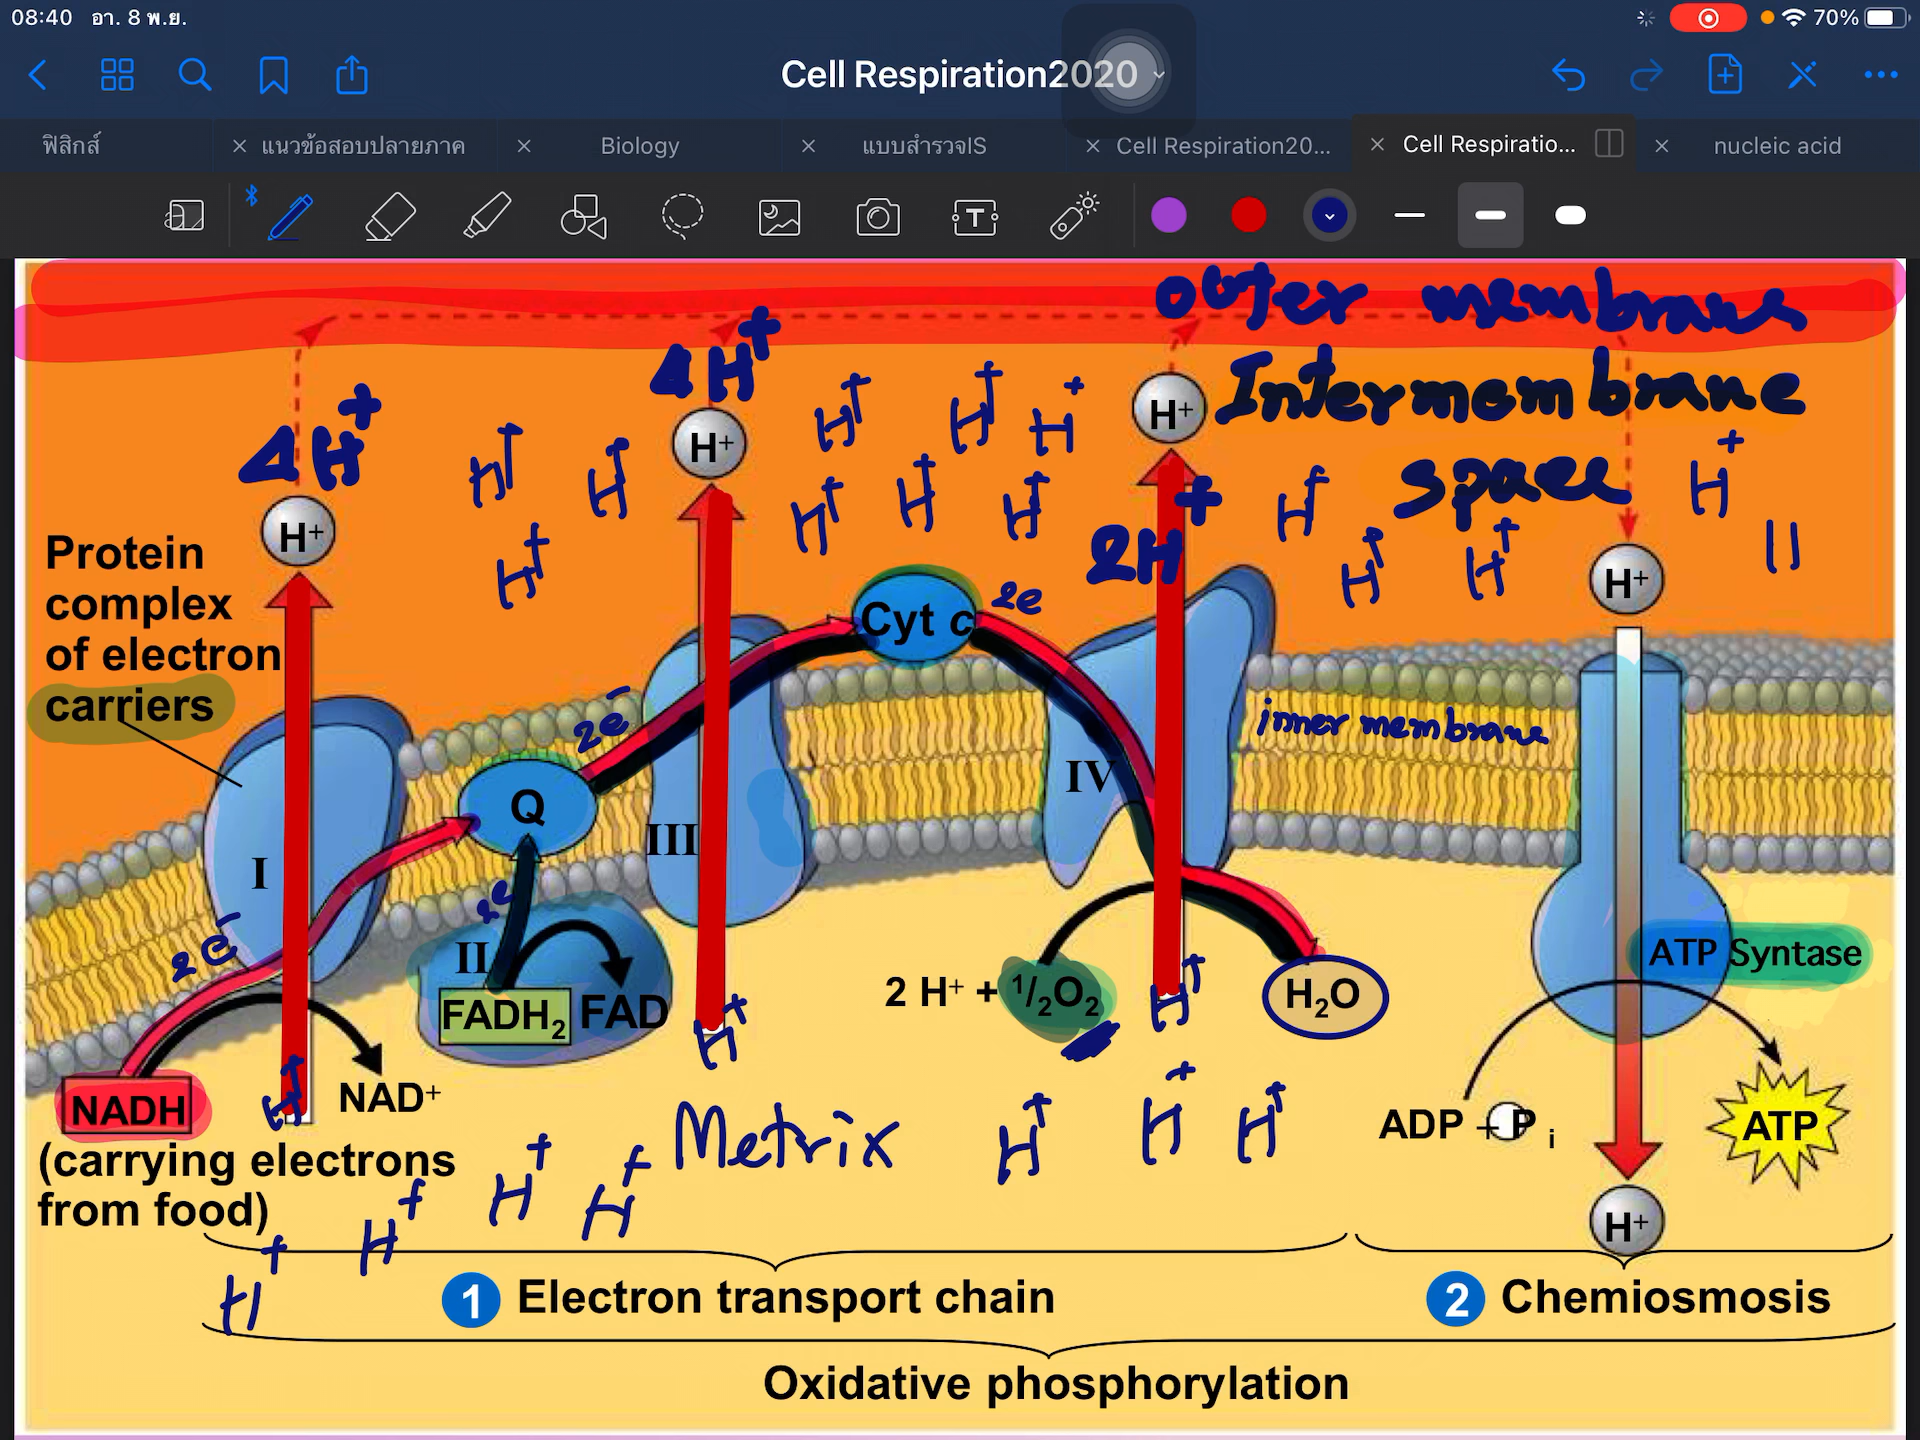 08:40 อา. 8 พ.ย.
70%
Cell Respiration2020
ฟิสิกส์
แนวข้อสอบปลายภาค
Biology
แบบสำรวจIS
Cell Respiration20...
Cell Respiratio...
nucleic acid
outer membrane
4H+
4H+
H+ H+ H+
H+
H+
Intermembrane
space
H+ H+
H+
H+ H+ H+
2H+
H+
H+
H+
H+ H+
H+
H+
Protein
complex
of electron
carriers
Cyt c
2e
2e-
inner membrane
Q
I
II
III
IV
2e
2e-
FADH2
FAD
2 H+ + 1/2O2
H2O
ATP Syntase
H+
H+
H+
NADH
NAD+
(carrying electrons
from food)
Metrix
H+ H+ H+
ADP + P i
ATP
H+
H+ H+ H+
H+
1 Electron transport chain
2 Chemiosmosis
Oxidative phosphorylation